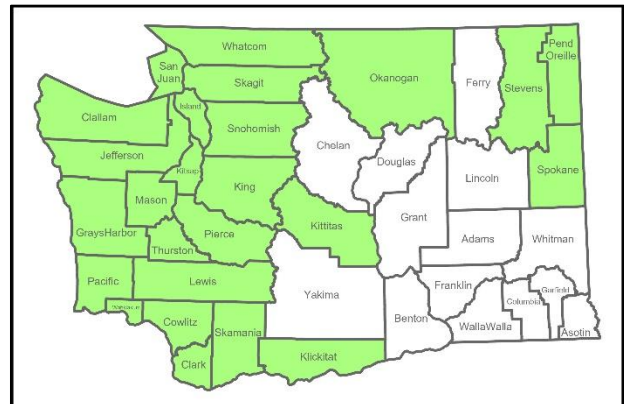 Whatcom
Pend
Oreille
San
Juan
Okanogan
Ferry
Stevens
Skagit
Island
Clallam
Snohomish
Chelan
Douglas
Jefferson
Kitsap
Spokane
Lincoln
King
Mason
Grant
Kittitas
GraysHarbor
Pierce
Adams
Whitman
Thurston
Pacific
Lewis
Yakima
Franklin
Garfield
Columbia
Cowlitz
Benton
WallaWalla
Asotin
Skamania
Clark
Klickitat